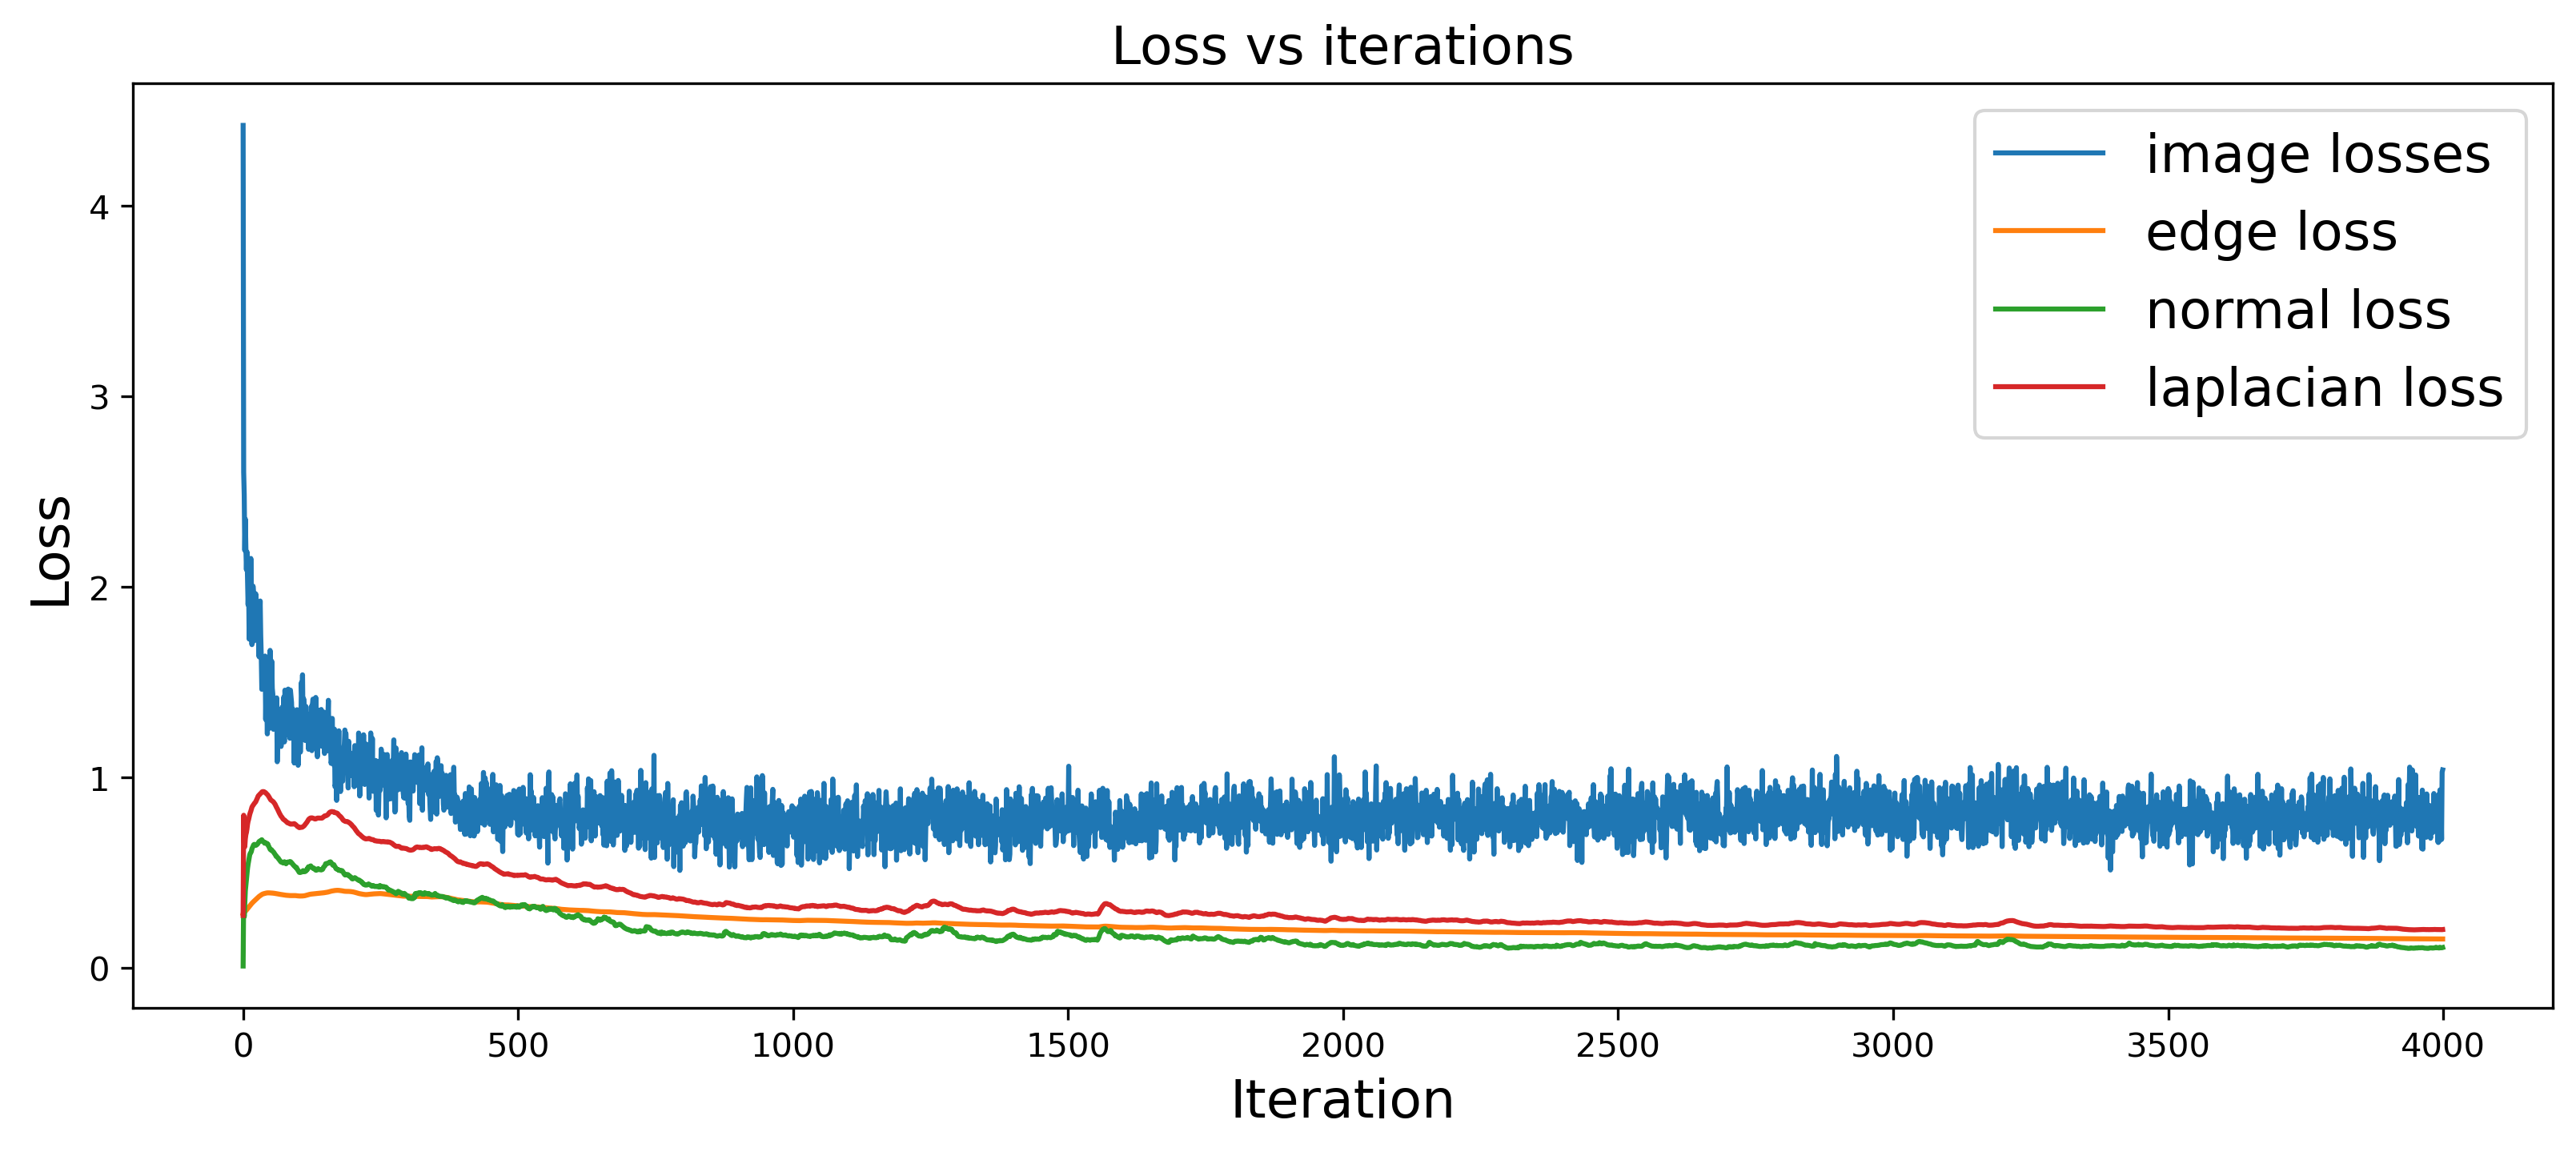 Loss vs iterations
image losses
edge loss
normal loss
laplacian loss
Loss
4
3
2
1
0
0 500 1000 1500 2000 2500 3000 3500 4000
Iteration